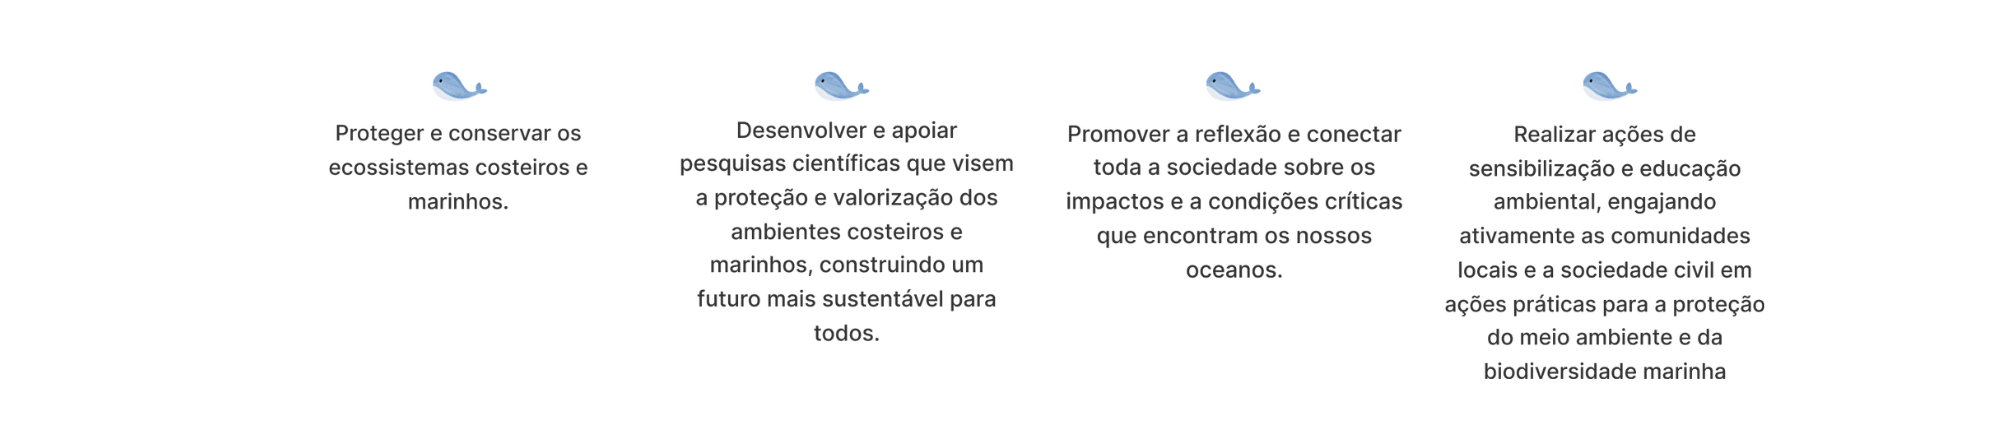 Proteger e conservar os
ecossistemas costeiros e
marinhos.
Desenvolver e apoiar
pesquisas científicas que visem
a proteção e valorização dos
ambientes costeiros e
marinhos, construindo um
futuro mais sustentável para
todos.
Promover a reflexão e conectar
toda a sociedade sobre os
impactos e a condições críticas
que encontram os nossos
oceanos.
Realizar ações de
sensibilização e educação
ambiental, engajando
ativamente as comunidades
locais e a sociedade civil em
ações práticas para a proteção
do meio ambiente e da
biodiversidade marinha